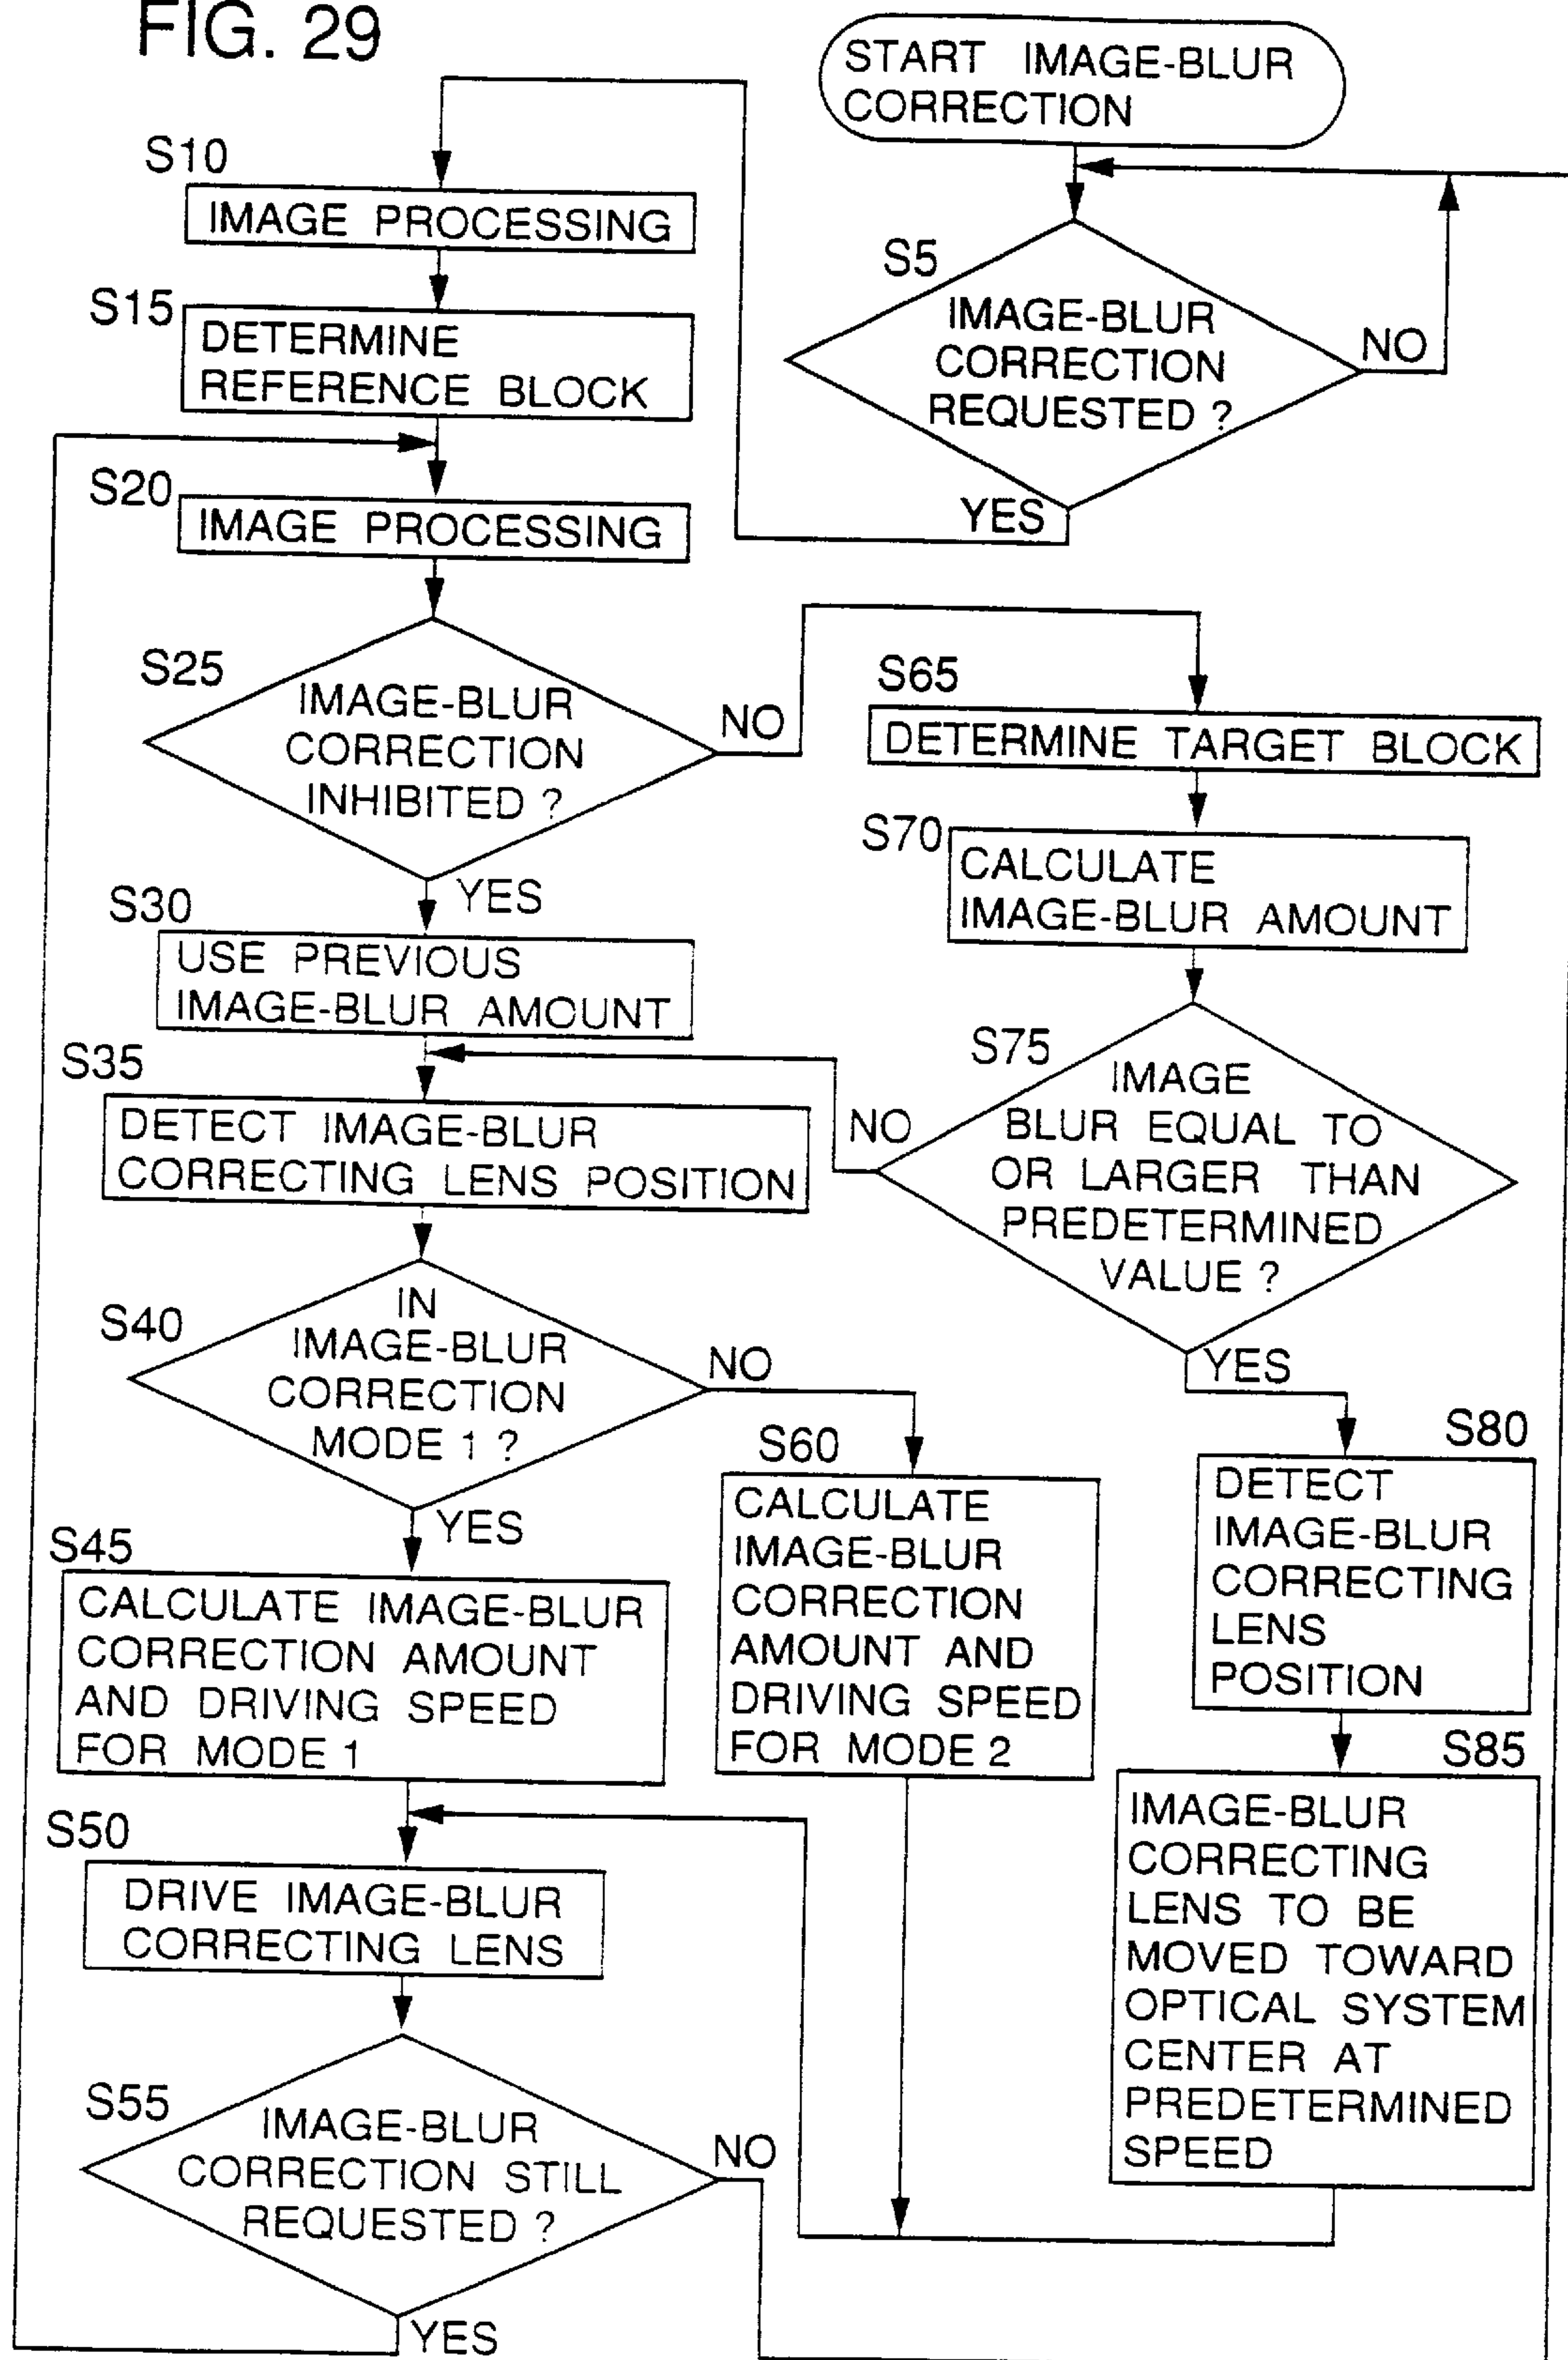 FIG. 29
START IMAGE-BLUR
CORRECTION
S5
IMAGE-BLUR
CORRECTION
REQUESTED ?
NO
YES
S10
IMAGE PROCESSING
S15
DETERMINE
REFERENCE BLOCK
S20
IMAGE PROCESSING
S25
IMAGE-BLUR
CORRECTION
INHIBITED ?
NO
YES
S30
USE PREVIOUS
IMAGE-BLUR AMOUNT
S35
DETECT IMAGE-BLUR
CORRECTING LENS POSITION
S40
IN
IMAGE-BLUR
CORRECTION
MODE 1 ?
NO
YES
S45
CALCULATE IMAGE-BLUR
CORRECTION AMOUNT
AND DRIVING SPEED
FOR MODE 1
S50
DRIVE IMAGE-BLUR
CORRECTING LENS
S55
IMAGE-BLUR
CORRECTION STILL
REQUESTED ?
NO
YES
S60
CALCULATE
IMAGE-BLUR
CORRECTION
AMOUNT AND
DRIVING SPEED
FOR MODE 2
S65
DETERMINE TARGET BLOCK
S70
CALCULATE
IMAGE-BLUR AMOUNT
S75
IMAGE
BLUR EQUAL TO
OR LARGER THAN
PREDETERMINED
VALUE ?
NO
YES
S80
DETECT
IMAGE-BLUR
CORRECTING
LENS
POSITION
S85
IMAGE-BLUR
CORRECTING
LENS TO BE
MOVED TOWARD
OPTICAL SYSTEM
CENTER AT
PREDETERMINED
SPEED